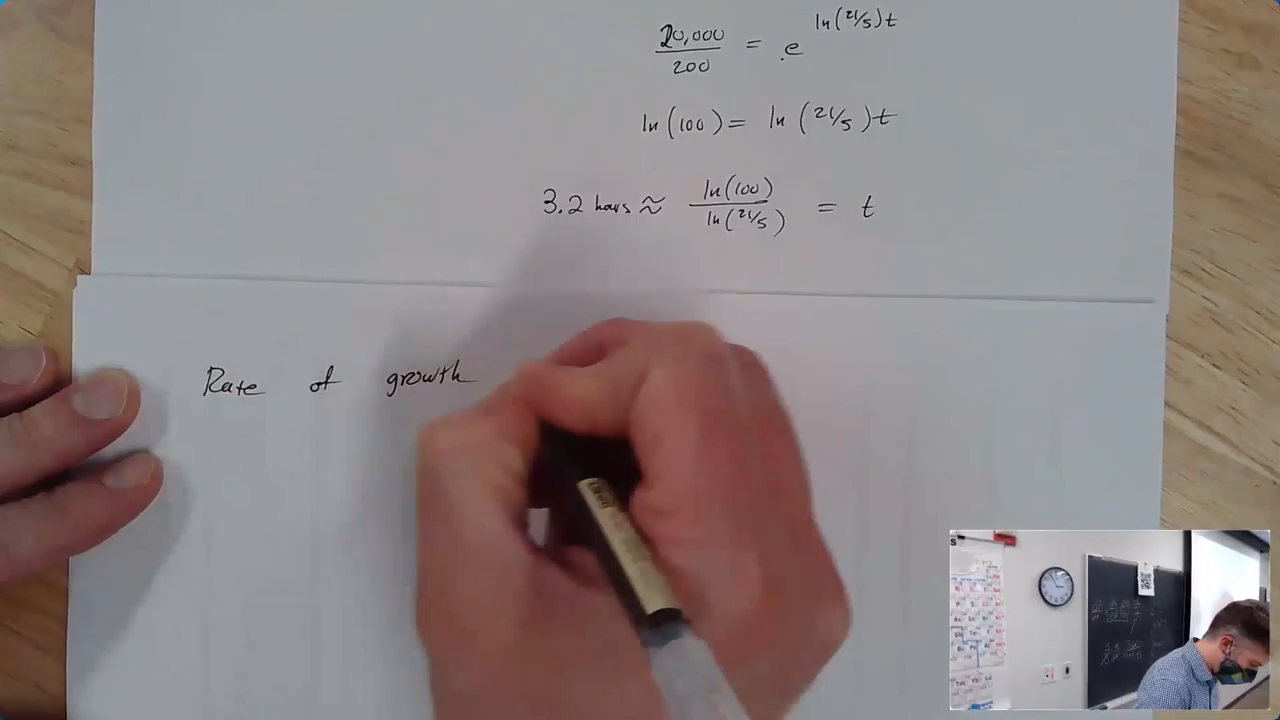 20,000 / 200 = e^ln(21/5)t
ln(100) = ln(21/5)t
3.2 hours ≈ ln(100) / ln(21/5) = t
Rate of growth